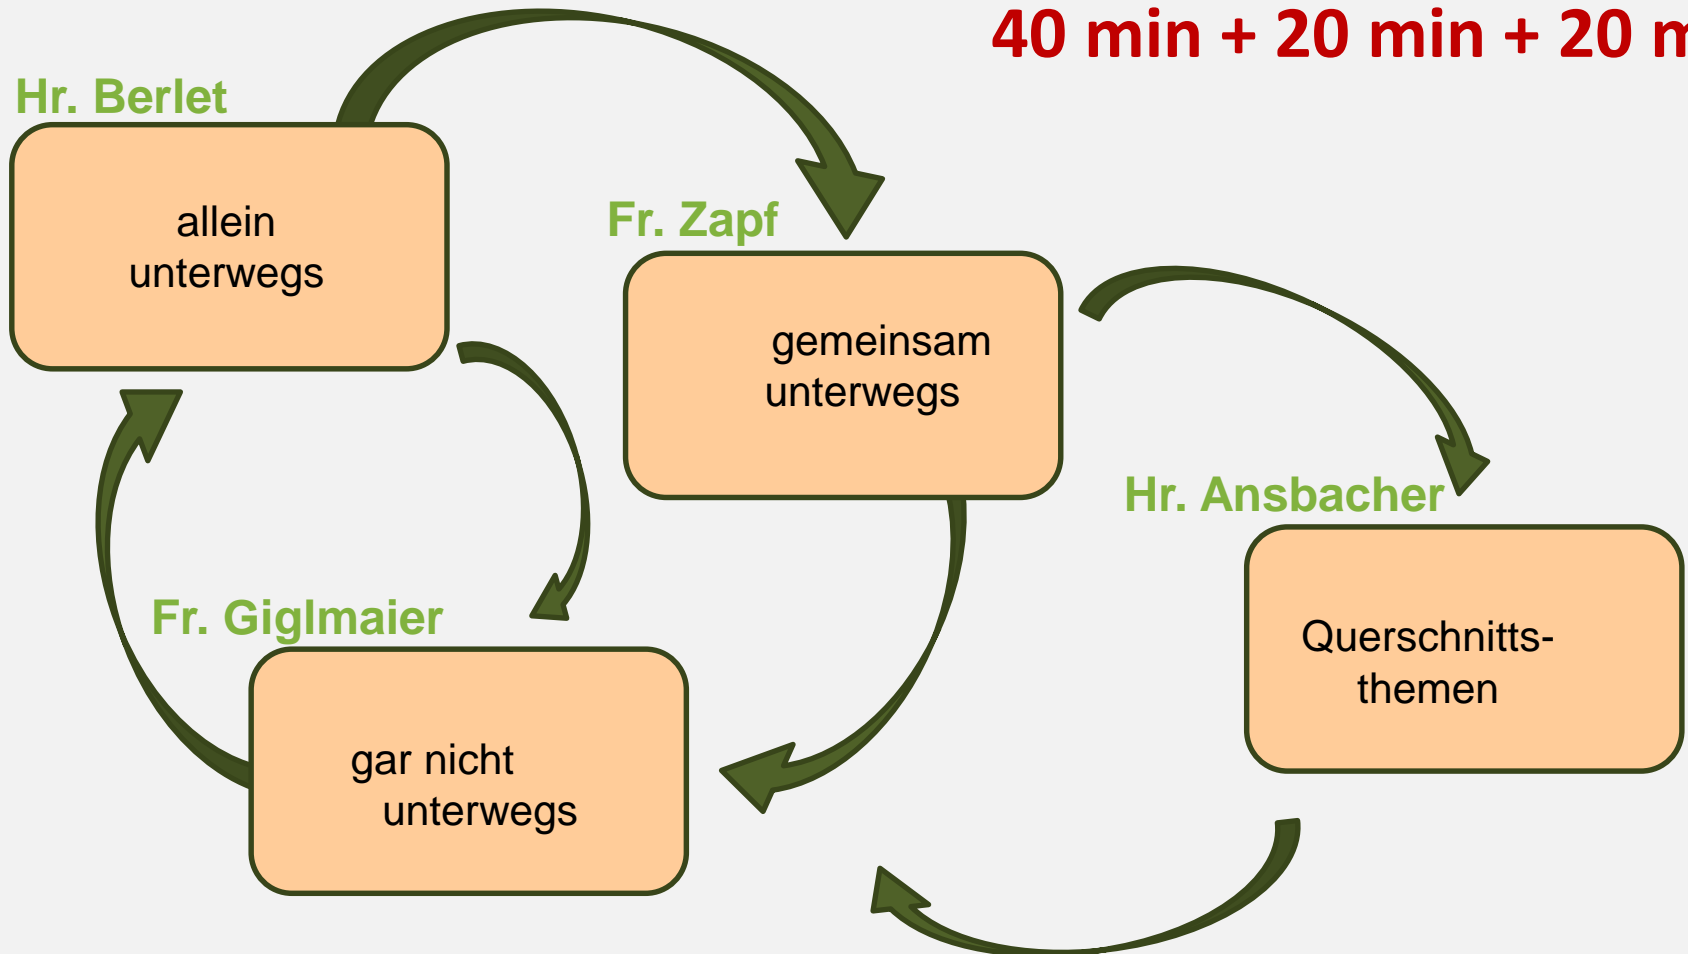 40 min + 20 min + 20 m
Hr. Berlet
allein
unterwegs
Fr. Zapf
gemeinsam
unterwegs
Hr. Ansbacher
Querschnitts-
themen
Fr. Giglmaier
gar nicht
unterwegs